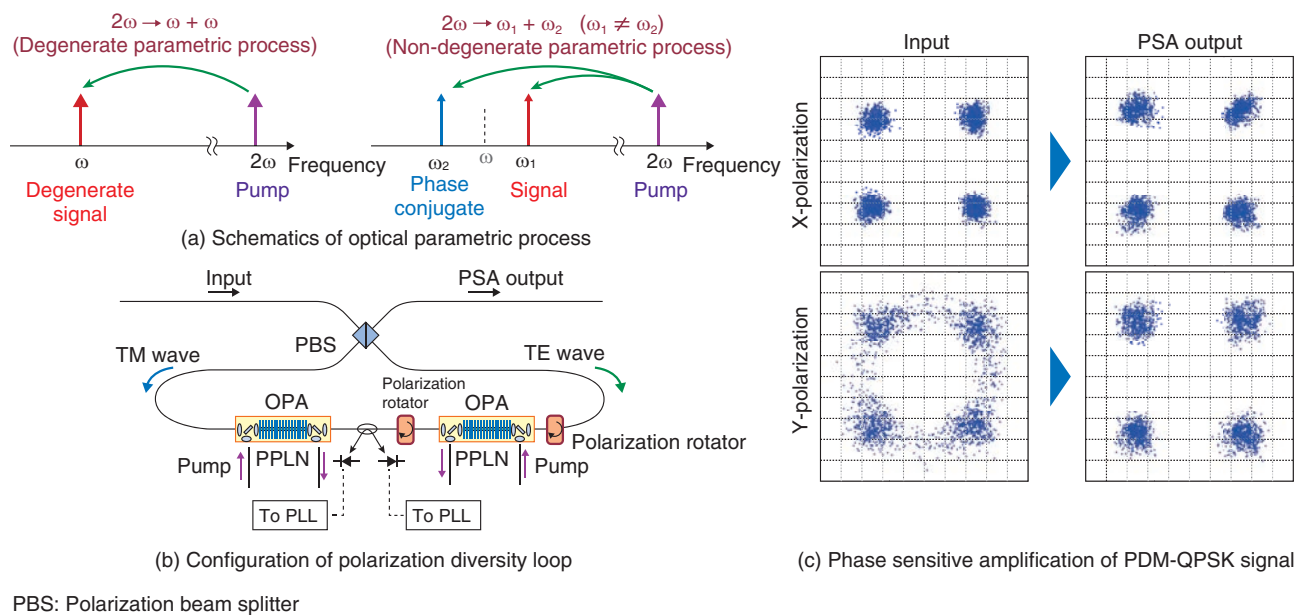 2ω → ω + ω
(Degenerate parametric process)
ω
2ω
Frequency
Degenerate
signal
Pump
2ω → ω₁ + ω₂ (ω₁ ≠ ω₂)
(Non-degenerate parametric process)
ω₂
ω
ω₁
2ω
Frequency
Phase
conjugate
Signal
Pump
(a) Schematics of optical parametric process
Input
PSA output
PBS
TM wave
TE wave
OPA
Polarization
rotator
OPA
Polarization rotator
Pump
PPLN
PPLN
Pump
To PLL
To PLL
(b) Configuration of polarization diversity loop
Input
PSA output
X-polarization
Y-polarization
(c) Phase sensitive amplification of PDM-QPSK signal
PBS: Polarization beam splitter